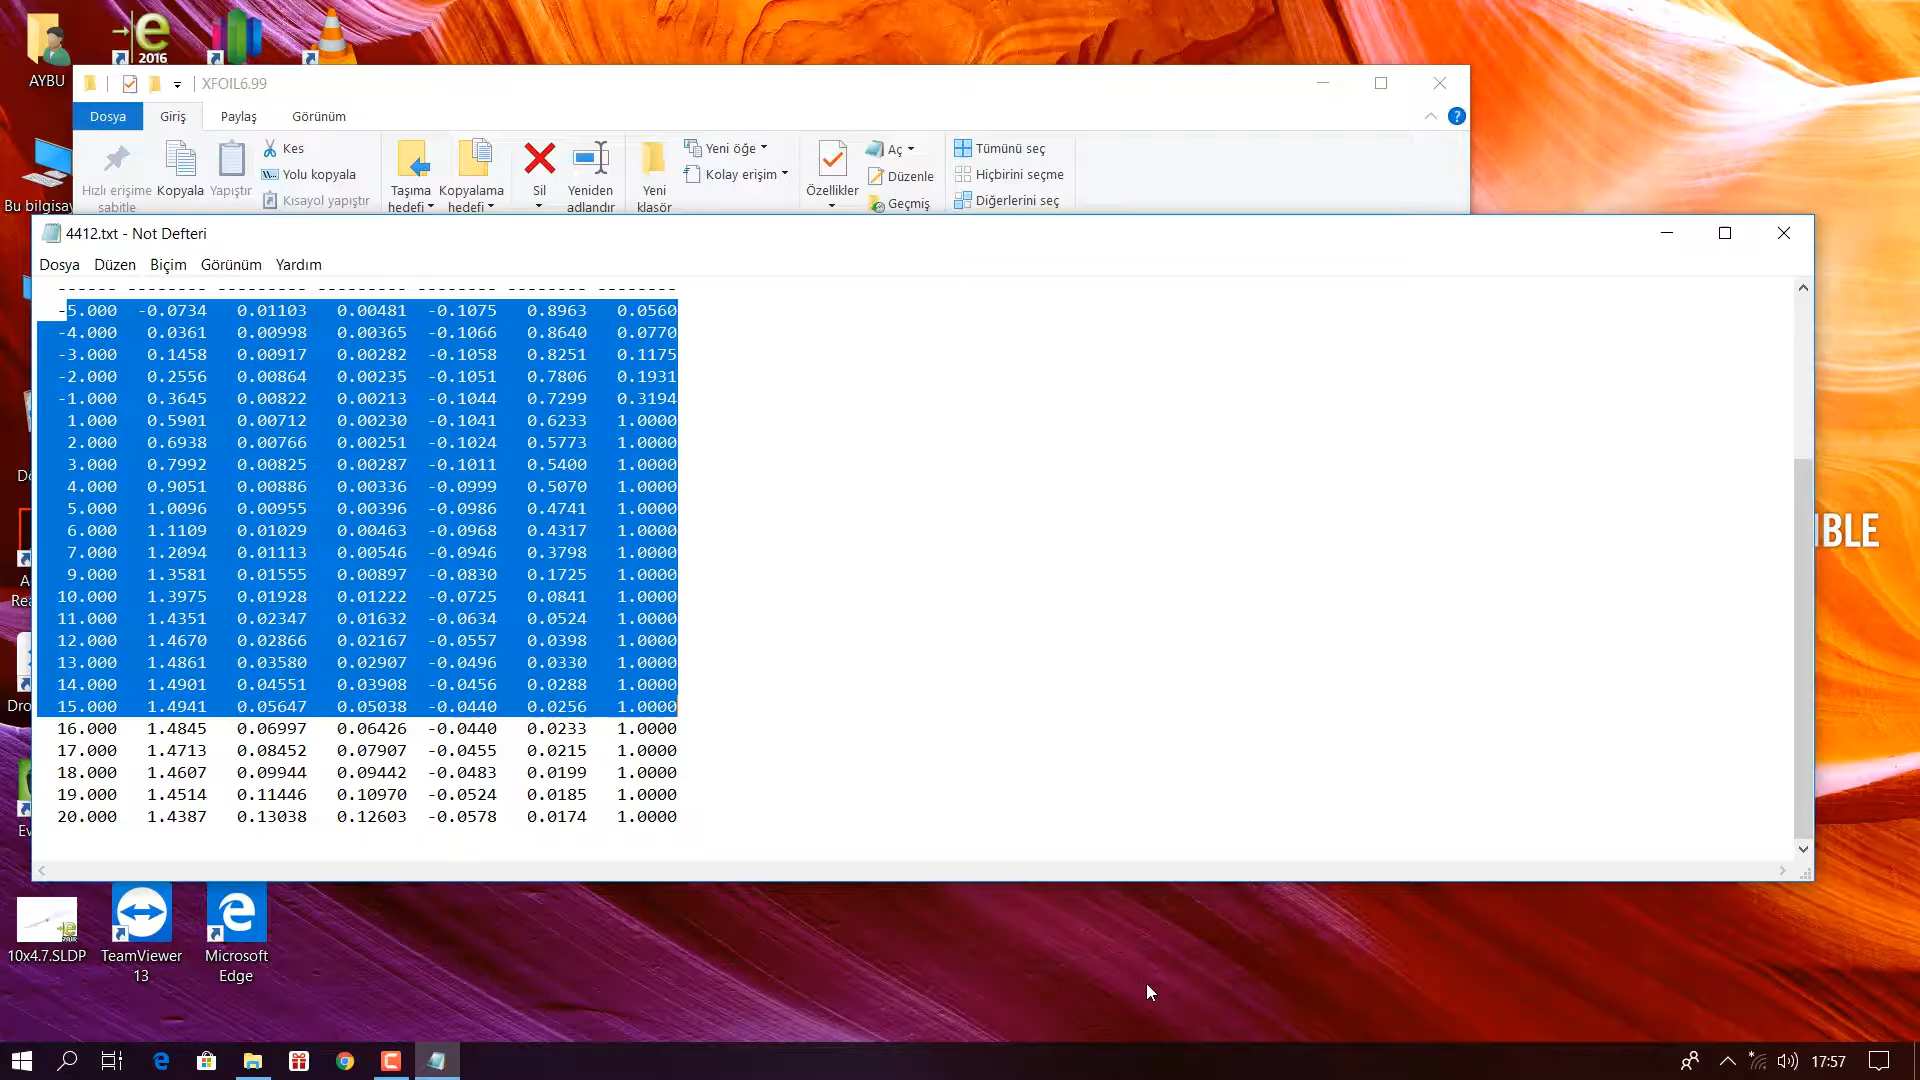 2016
AYBU
XFOIL6.99
Dosya Giriş Paylaş Görünüm
Hızlı erişime sabitle
Kopyala
Yapıştır
Kes
Yolu kopyala
Kısayol yapıştır
Taşıma hedefi
Kopyalama hedefi
Sil
Yeniden adlandır
Yeni klasör
Yeni öğe
Kolay erişim
Özellikler
Aç
Düzenle
Geçmiş
Tümünü seç
Hiçbirini seçme
Diğerlerini seç
Bu bilgisay
4412.txt - Not Defteri
Dosya Düzen Biçim Görünüm Yardım
------ -------- --------- --------- -------- -------- --------
-5.000 -0.0734 0.01103 0.00481 -0.1075 0.8963 0.0560
-4.000 0.0361 0.00998 0.00365 -0.1066 0.8640 0.0770
-3.000 0.1458 0.00917 0.00282 -0.1058 0.8251 0.1175
-2.000 0.2556 0.00864 0.00235 -0.1051 0.7806 0.1931
-1.000 0.3645 0.00822 0.00213 -0.1044 0.7299 0.3194
1.000 0.5901 0.00712 0.00230 -0.1041 0.6233 1.0000
2.000 0.6938 0.00766 0.00251 -0.1024 0.5773 1.0000
3.000 0.7992 0.00825 0.00287 -0.1011 0.5400 1.0000
4.000 0.9051 0.00886 0.00336 -0.0999 0.5070 1.0000
5.000 1.0096 0.00955 0.00396 -0.0986 0.4741 1.0000
6.000 1.1109 0.01029 0.00463 -0.0968 0.4317 1.0000
7.000 1.2094 0.01113 0.00546 -0.0946 0.3798 1.0000
9.000 1.3581 0.01555 0.00897 -0.0830 0.1725 1.0000
10.000 1.3975 0.01928 0.01222 -0.0725 0.0841 1.0000
11.000 1.4351 0.02347 0.01632 -0.0634 0.0524 1.0000
12.000 1.4670 0.02866 0.02167 -0.0557 0.0398 1.0000
13.000 1.4861 0.03580 0.02907 -0.0496 0.0330 1.0000
14.000 1.4901 0.04551 0.03908 -0.0456 0.0288 1.0000
15.000 1.4941 0.05647 0.05038 -0.0440 0.0256 1.0000
16.000 1.4845 0.06997 0.06426 -0.0440 0.0233 1.0000
17.000 1.4713 0.08452 0.07907 -0.0455 0.0215 1.0000
18.000 1.4607 0.09944 0.09442 -0.0483 0.0199 1.0000
19.000 1.4514 0.11446 0.10970 -0.0524 0.0185 1.0000
20.000 1.4387 0.13038 0.12603 -0.0578 0.0174 1.0000
IBLE
10x4.7.SLDP
TeamViewer 13
Microsoft Edge
17:57